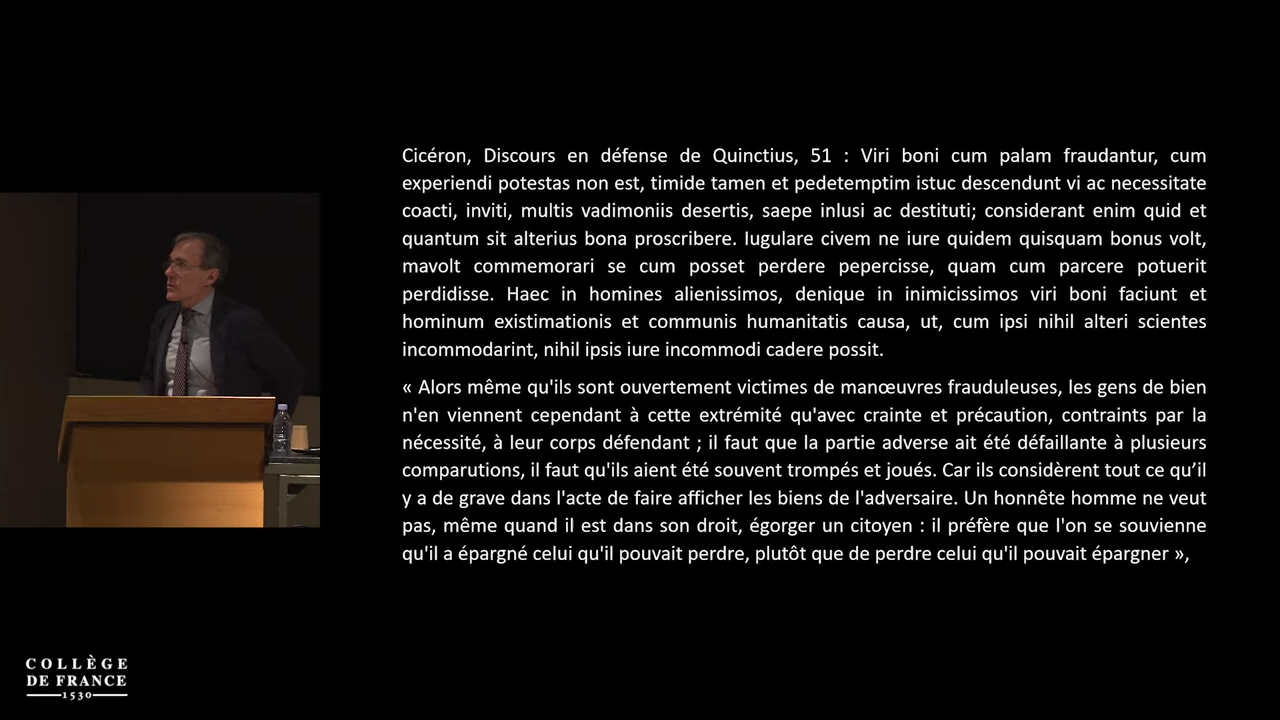 Cicéron, Discours en défense de Quinctius, 51 : Viri boni cum palam fraudantur, cum
experiendi potestas non est, timide tamen et pedetemptim istuc descendunt vi ac necessitate
coacti, inviti, multis vadimoniis desertis, saepe inlusi ac destituti; considerant enim quid et
quantum sit alterius bona proscribere. Iugulare civem ne iure quidem quisquam bonus volt,
mavolt commemorari se cum posset perdere pepercisse, quam cum parcere potuerit
perdidisse. Haec in homines alienissimos, denique in inimicissimos viri boni faciunt et
hominum existimationis et communis humanitatis causa, ut, cum ipsi nihil alteri scientes
incommodarint, nihil ipsis iure incommodi cadere possit.
« Alors même qu'ils sont ouvertement victimes de manœuvres frauduleuses, les gens de bien
n'en viennent cependant à cette extrémité qu'avec crainte et précaution, contraints par la
nécessité, à leur corps défendant ; il faut que la partie adverse ait été défaillante à plusieurs
comparutions, il faut qu'ils aient été souvent trompés et joués. Car ils considèrent tout ce qu’il
y a de grave dans l'acte de faire afficher les biens de l'adversaire. Un honnête homme ne veut
pas, même quand il est dans son droit, égorger un citoyen : il préfère que l'on se souvienne
qu'il a épargné celui qu'il pouvait perdre, plutôt que de perdre celui qu'il pouvait épargner »,
COLLÈGE
DE FRANCE
1530